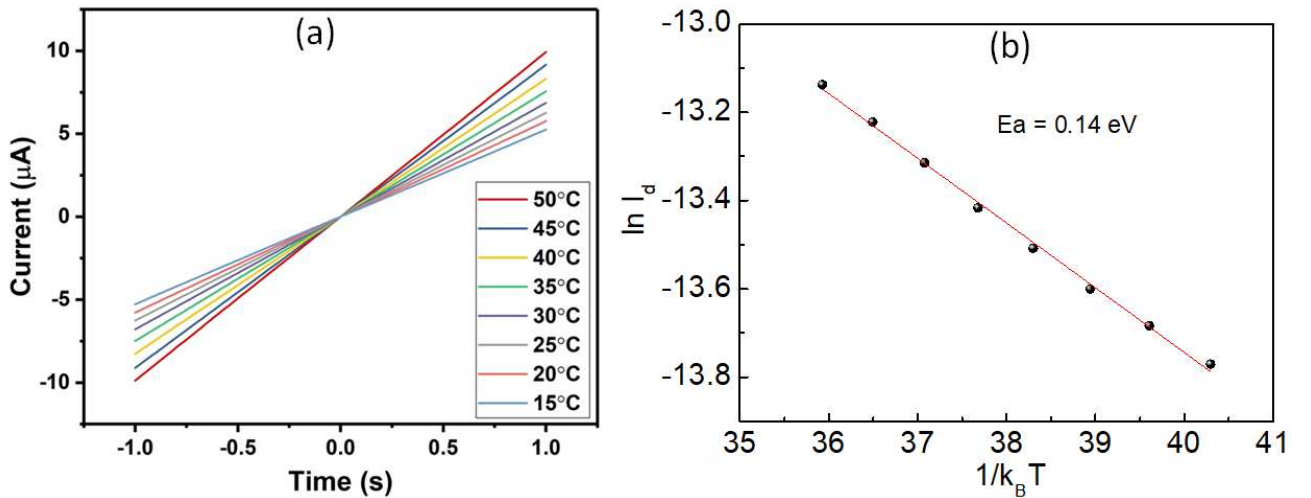 (a)
10
5
0
-5
-10
Current (μA)
-1.0 -0.5 0.0 0.5 1.0
Time (s)
50°C
45°C
40°C
35°C
30°C
25°C
20°C
15°C
(b)
-13.0
-13.2
-13.4
-13.6
-13.8
ln I_d
Ea = 0.14 eV
35 36 37 38 39 40 41
1/k_BT